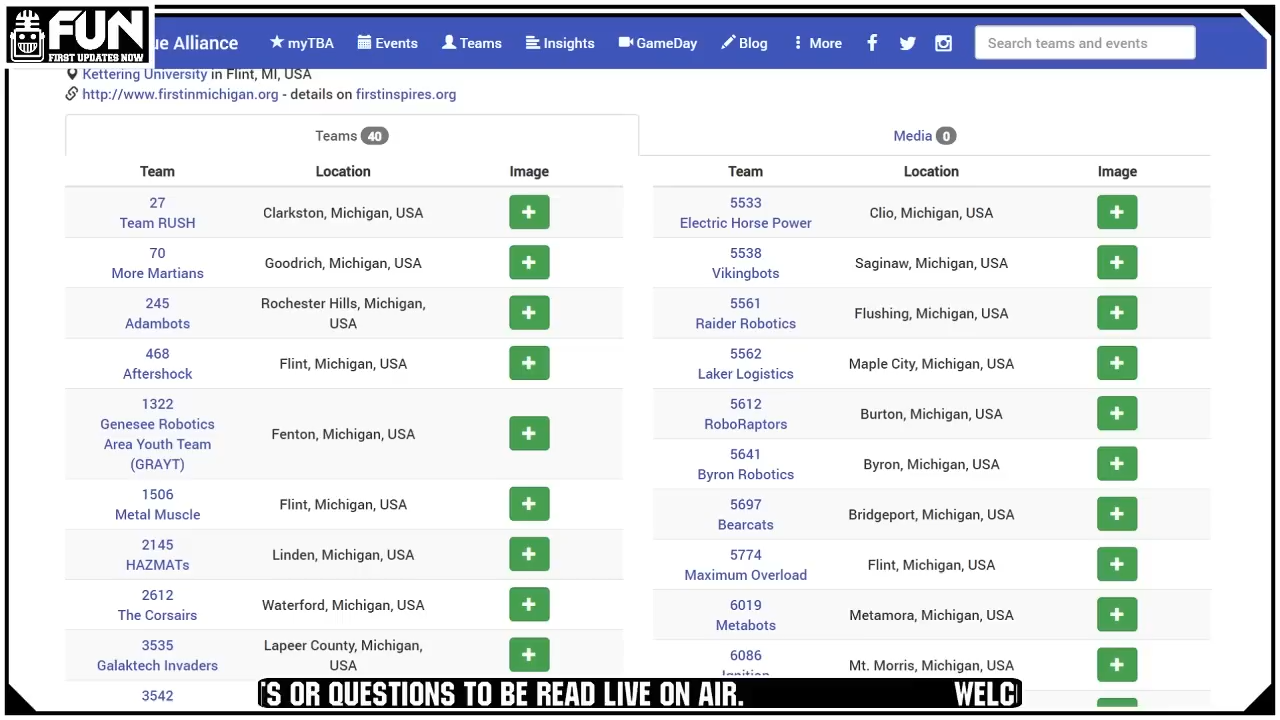 FUN
FIRST UPDATES NOW
ue Alliance
myTBA
Events
Teams
Insights
GameDay
Blog
More
Search teams and events
Kettering University in Flint, MI, USA
http://www.firstinmichigan.org - details on firstinspires.org
Teams 40
Media 0
Team Location Image
27
Team RUSH
Clarkston, Michigan, USA
70
More Martians
Goodrich, Michigan, USA
245
Adambots
Rochester Hills, Michigan,
USA
468
Aftershock
Flint, Michigan, USA
1322
Genesee Robotics
Area Youth Team
(GRAYT)
Fenton, Michigan, USA
1506
Metal Muscle
Flint, Michigan, USA
2145
HAZMATs
Linden, Michigan, USA
2612
The Corsairs
Waterford, Michigan, USA
3535
Galaktech Invaders
Lapeer County, Michigan,
USA
3542
Team Location Image
5533
Electric Horse Power
Clio, Michigan, USA
5538
Vikingbots
Saginaw, Michigan, USA
5561
Raider Robotics
Flushing, Michigan, USA
5562
Laker Logistics
Maple City, Michigan, USA
5612
RoboRaptors
Burton, Michigan, USA
5641
Byron Robotics
Byron, Michigan, USA
5697
Bearcats
Bridgeport, Michigan, USA
5774
Maximum Overload
Flint, Michigan, USA
6019
Metabots
Metamora, Michigan, USA
6086
Ignition
Mt. Morris, Michigan, USA
'S OR QUESTIONS TO BE READ LIVE ON AIR. WELC